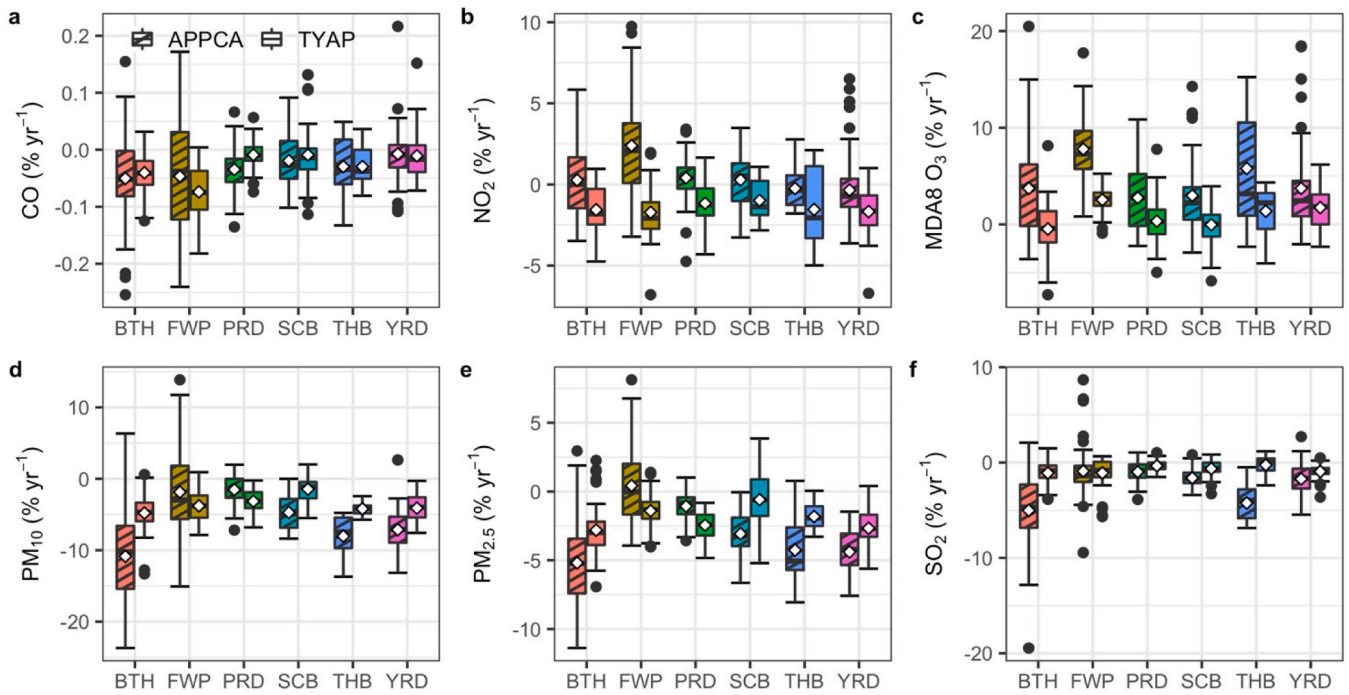 a
APPCA TYAP
CO (% yr⁻¹)
0.2
0.1
0.0
-0.1
-0.2
BTH FWP PRD SCB THB YRD
b
NO₂ (% yr⁻¹)
10
5
0
-5
BTH FWP PRD SCB THB YRD
c
MDA8 O₃ (% yr⁻¹)
20
10
0
BTH FWP PRD SCB THB YRD
d
PM₁₀ (% yr⁻¹)
10
0
-10
-20
BTH FWP PRD SCB THB YRD
e
PM₂.₅ (% yr⁻¹)
5
0
-5
-10
BTH FWP PRD SCB THB YRD
f
SO₂ (% yr⁻¹)
10
0
-10
-20
BTH FWP PRD SCB THB YRD